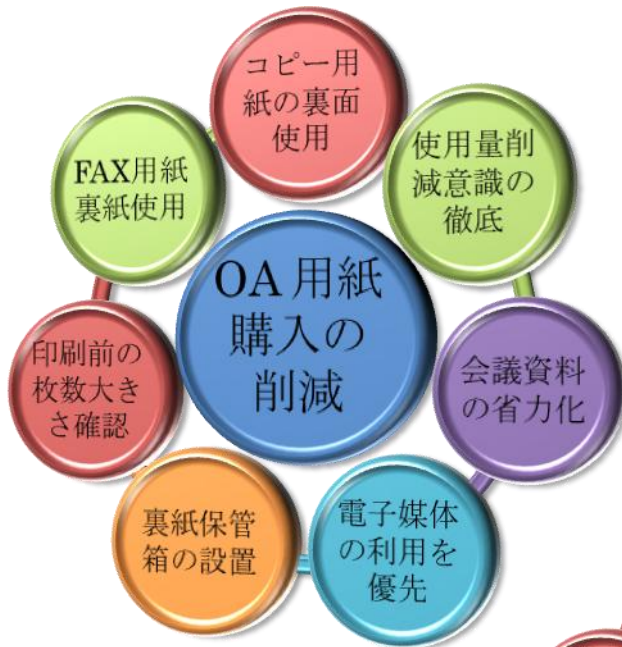 コピー用
紙の裏面
使用
使用量削
減意識の
徹底
会議資料
の省力化
電子媒体
の利用を
優先
裏紙保管
箱の設置
印刷前の
枚数大き
さ確認
FAX用紙
裏紙使用
OA 用紙
購入の
削減